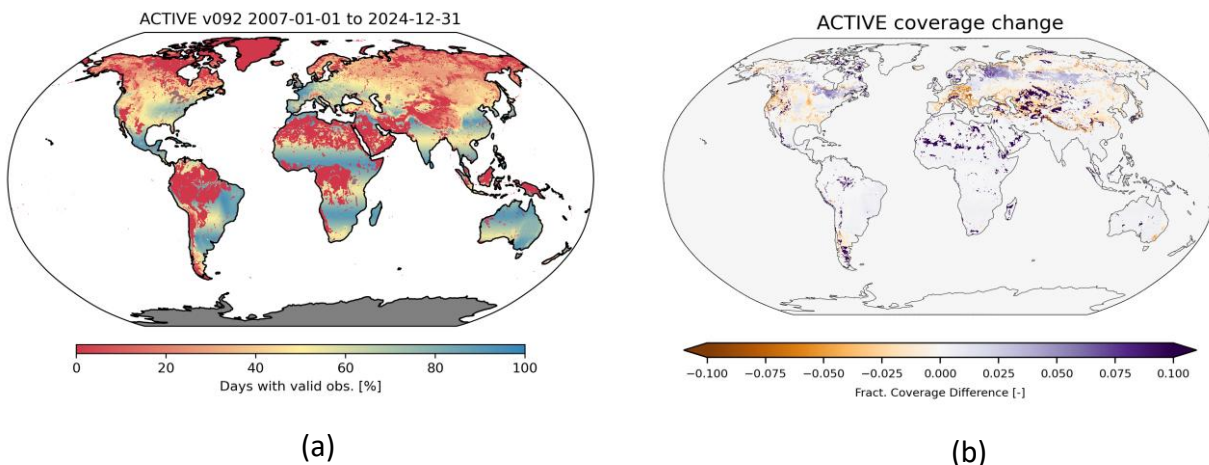 ACTIVE v092 2007-01-01 to 2024-12-31
0 20 40 60 80 100
Days with valid obs. [%]
(a)
ACTIVE coverage change
−0.100 −0.075 −0.050 −0.025 0.000 0.025 0.050 0.075 0.100
Fract. Coverage Difference [-]
(b)